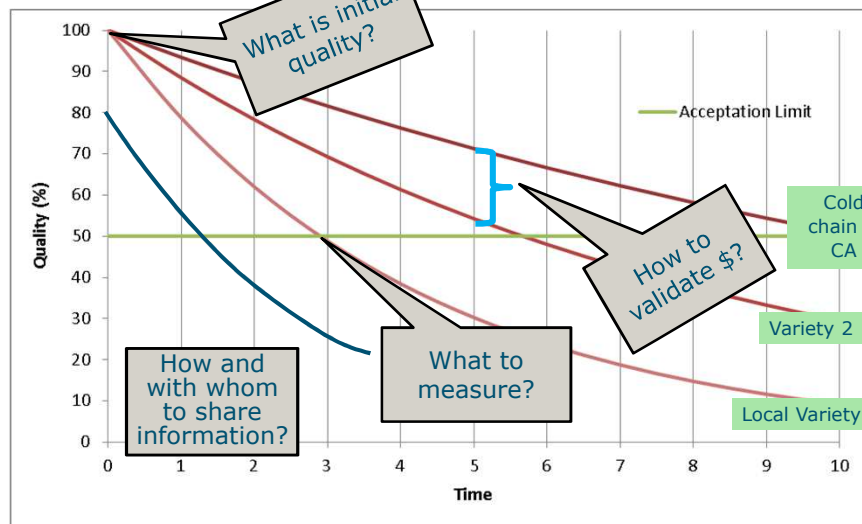 What is initial
quality?
100
90
80
70
60
50
40
30
20
10
0
Quality (%)
Acceptation Limit
Cold
chain
CA
How to
validate $?
Variety 2
What to
measure?
How and
with whom
to share
information?
Local Variety
0 1 2 3 4 5 6 7 8 9 10
Time